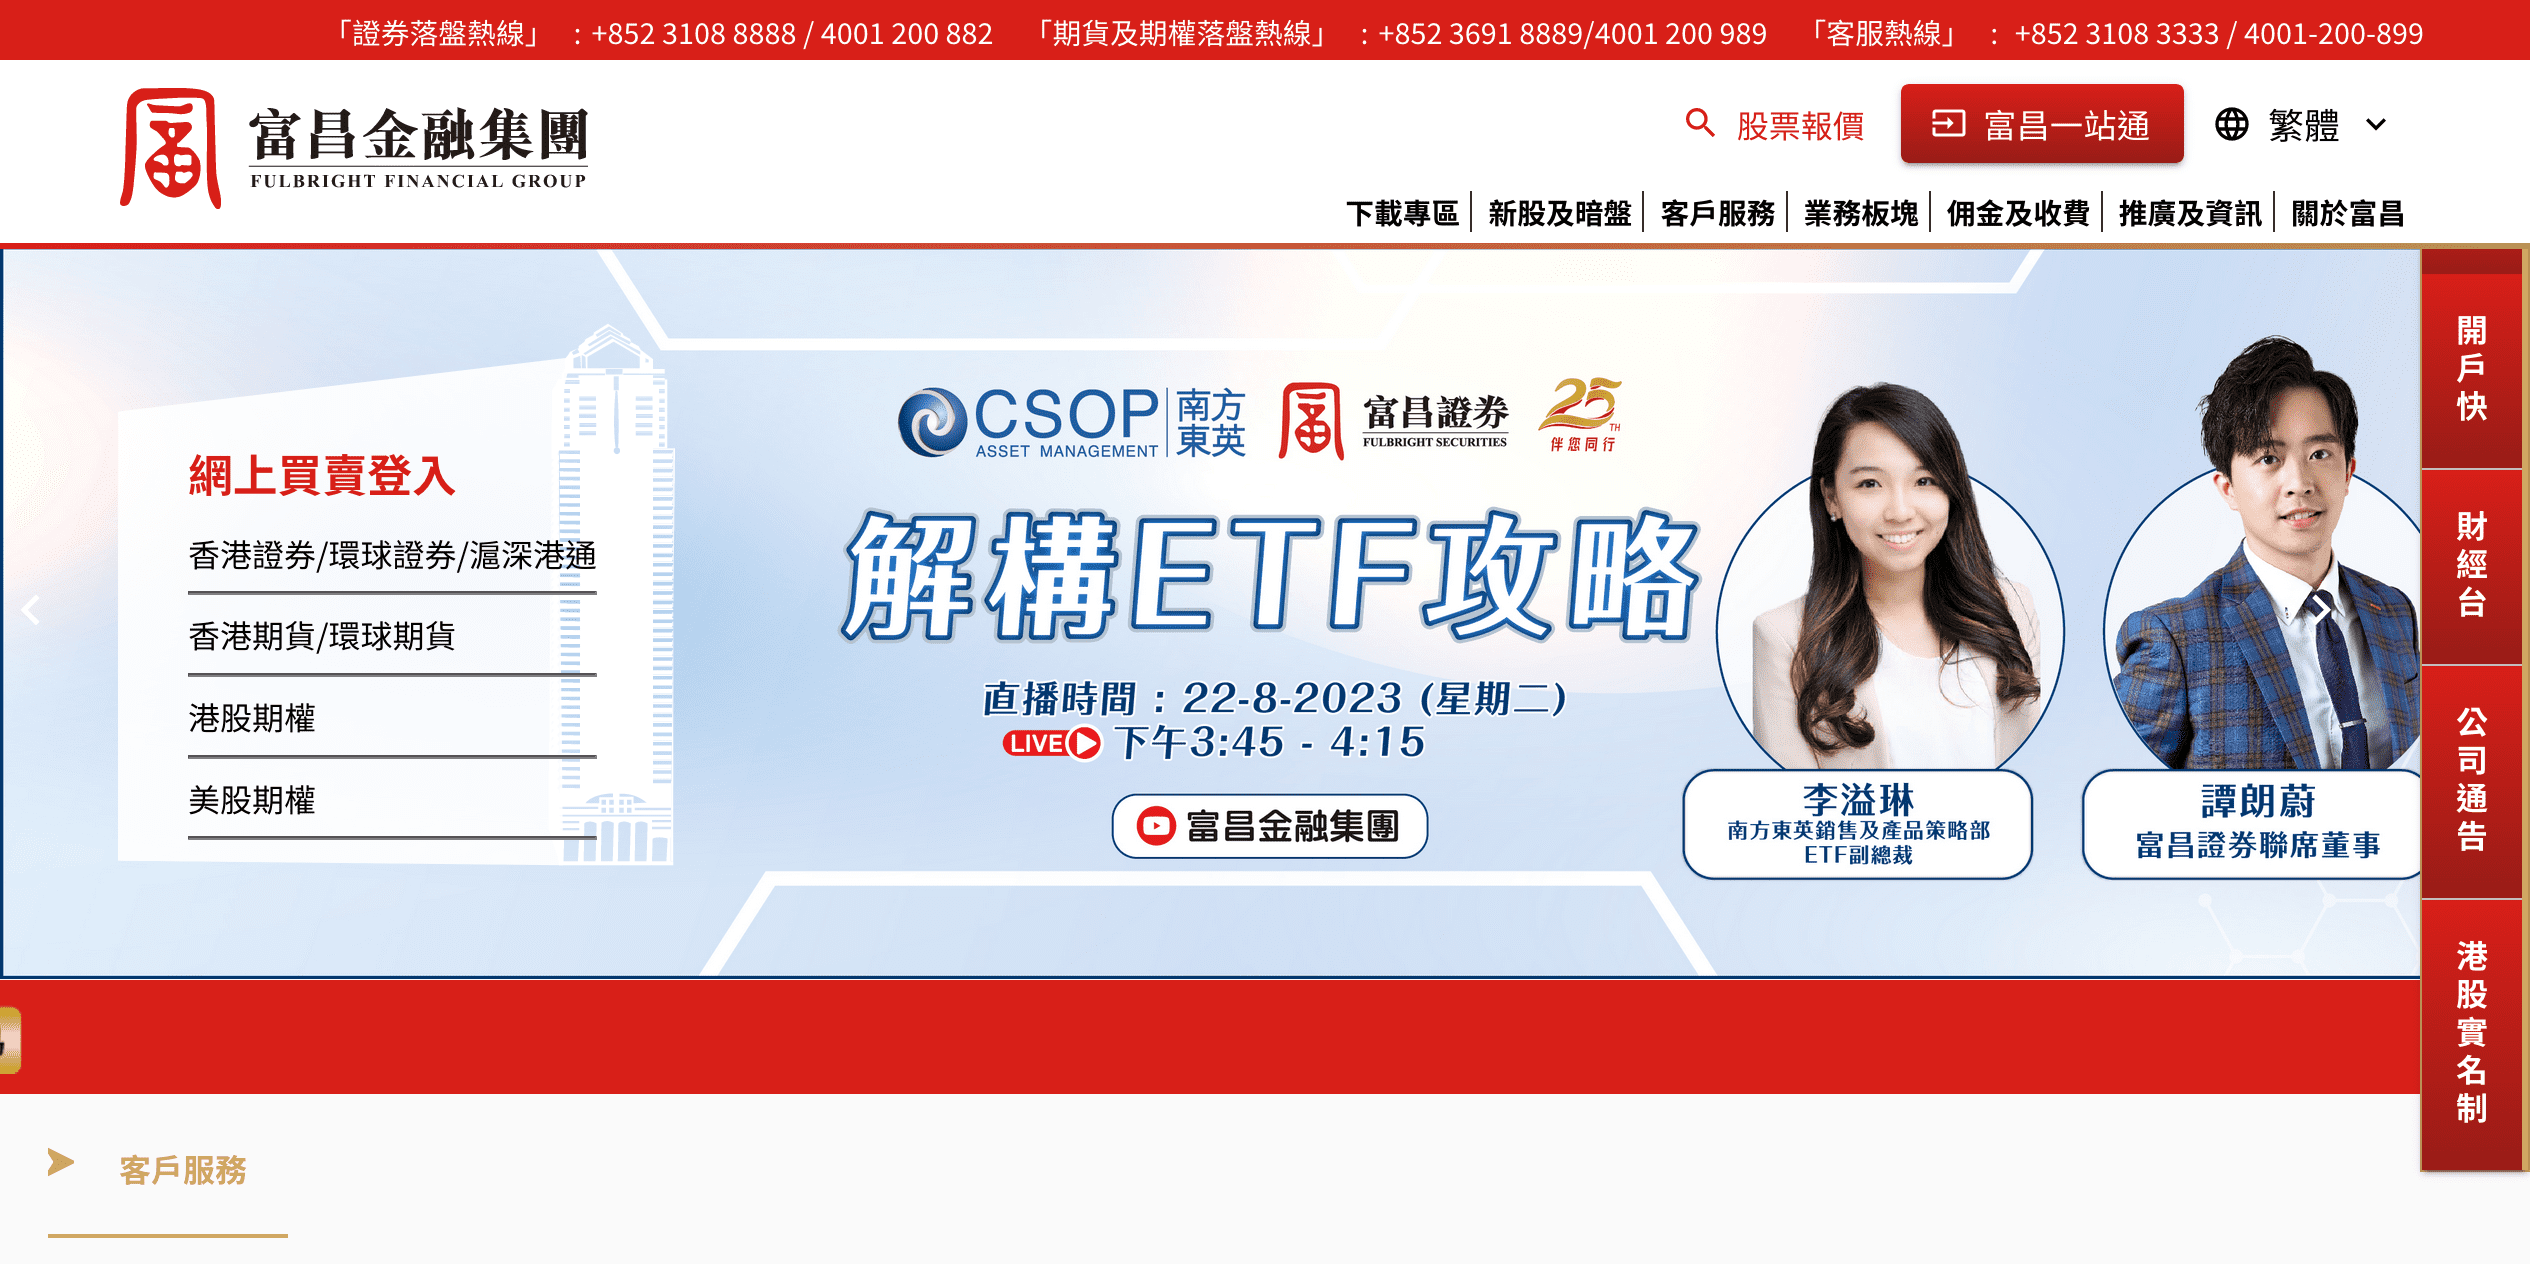 「證券落盤熱線」 : +852 3108 8888 / 4001 200 882 「期貨及期權落盤熱線」 : +852 3691 8889/4001 200 989 「客服熱線」 : +852 3108 3333 / 4001-200-899
富昌金融集團
FULBRIGHT FINANCIAL GROUP
股票報價
富昌一站通
繁體
下載專區 新股及暗盤 客戶服務 業務板塊 佣金及收費 推廣及資訊 關於富昌
網上買賣登入
香港證券/環球證券/滬深港通
香港期貨/環球期貨
港股期權
美股期權
CSOP
ASSET MANAGEMENT
南方
東英
富昌證券
FULBRIGHT SECURITIES
25TH
伴您同行
解構ETF攻略
直播時間：22-8-2023 (星期二)
LIVE 下午3:45 - 4:15
富昌金融集團
李溢琳
南方東英銷售及產品策略部
ETF副總裁
譚朗蔚
富昌證券聯席董事
開戶快
財經台
公司通告
港股實名制
客戶服務